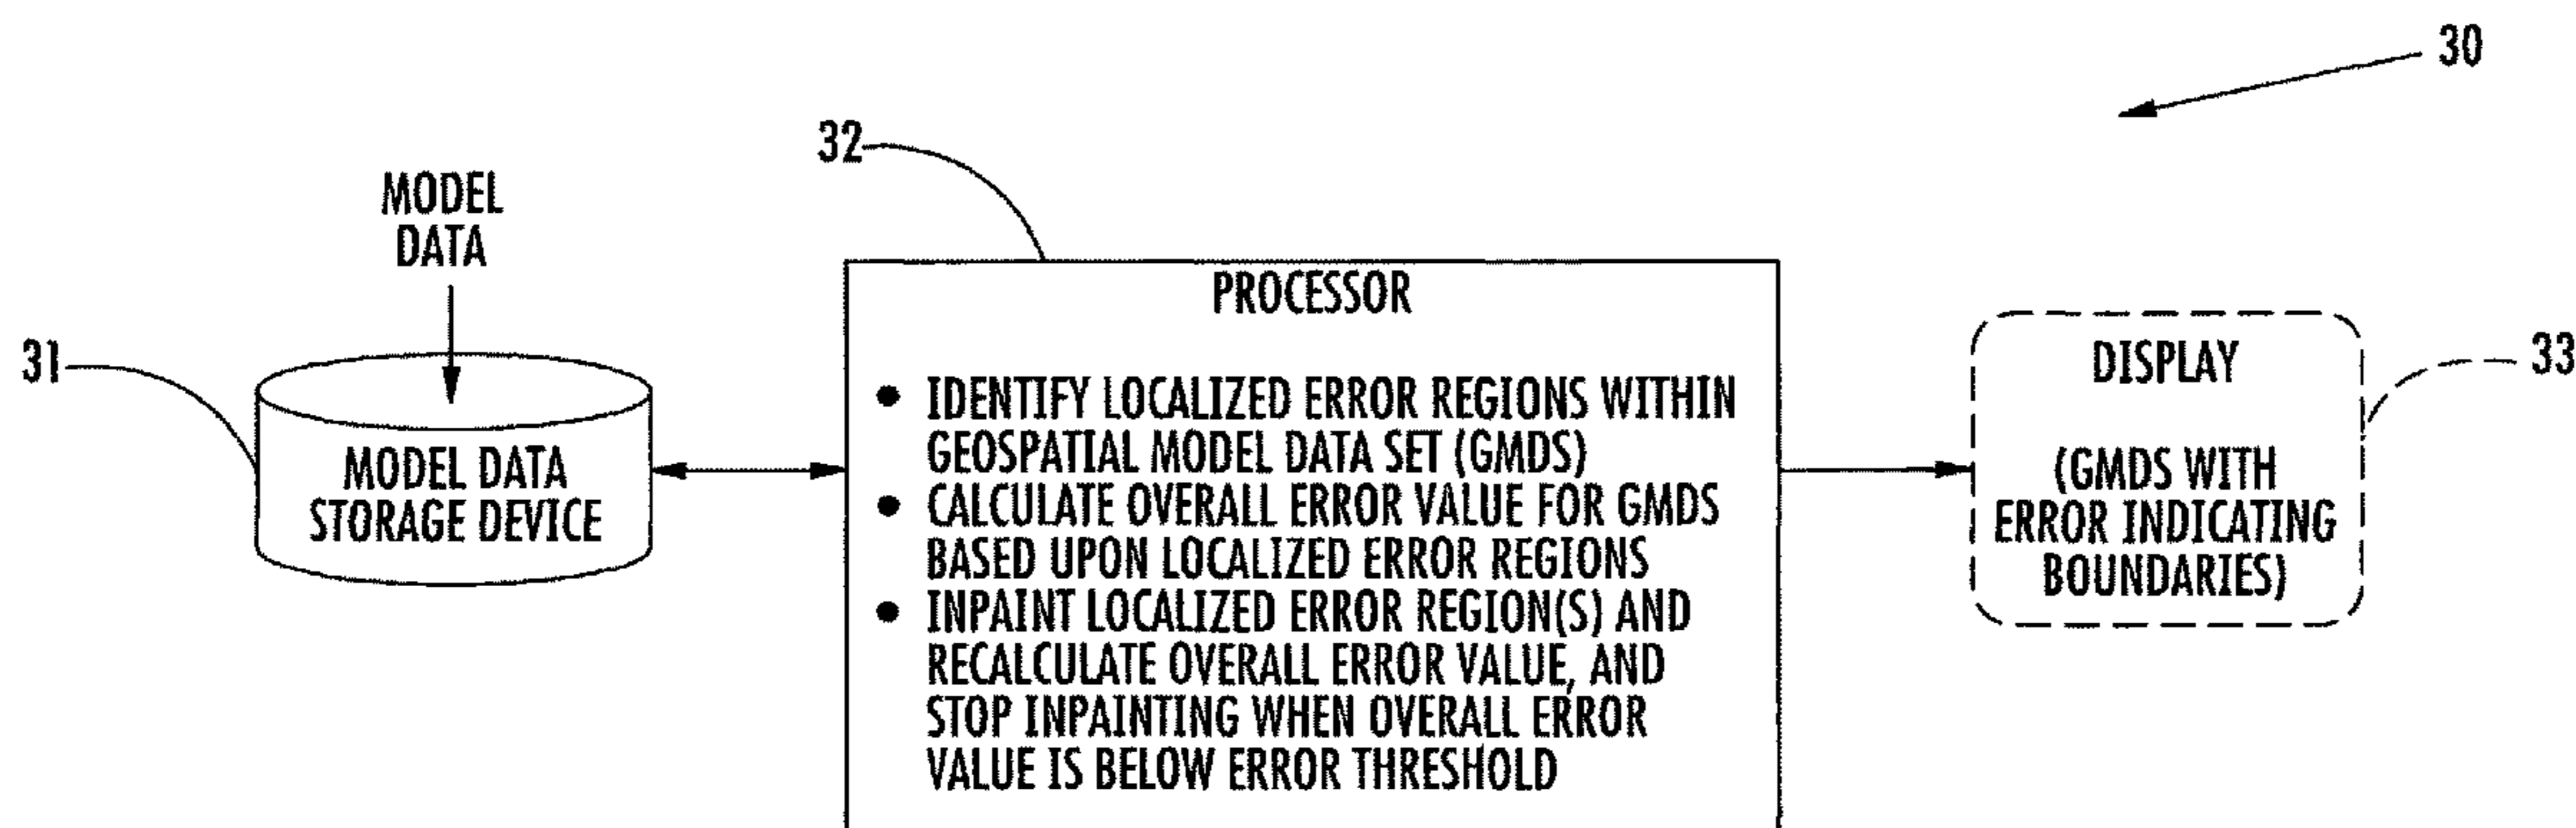 30
32
MODEL
DATA
PROCESSOR
31
MODEL DATA
STORAGE DEVICE
• IDENTIFY LOCALIZED ERROR REGIONS WITHIN
GEOSPATIAL MODEL DATA SET (GMDS)
• CALCULATE OVERALL ERROR VALUE FOR GMDS
BASED UPON LOCALIZED ERROR REGIONS
• INPAINT LOCALIZED ERROR REGION(S) AND
RECALCULATE OVERALL ERROR VALUE, AND
STOP INPAINTING WHEN OVERALL ERROR
VALUE IS BELOW ERROR THRESHOLD
DISPLAY
33
(GMDS WITH
ERROR INDICATING
BOUNDARIES)